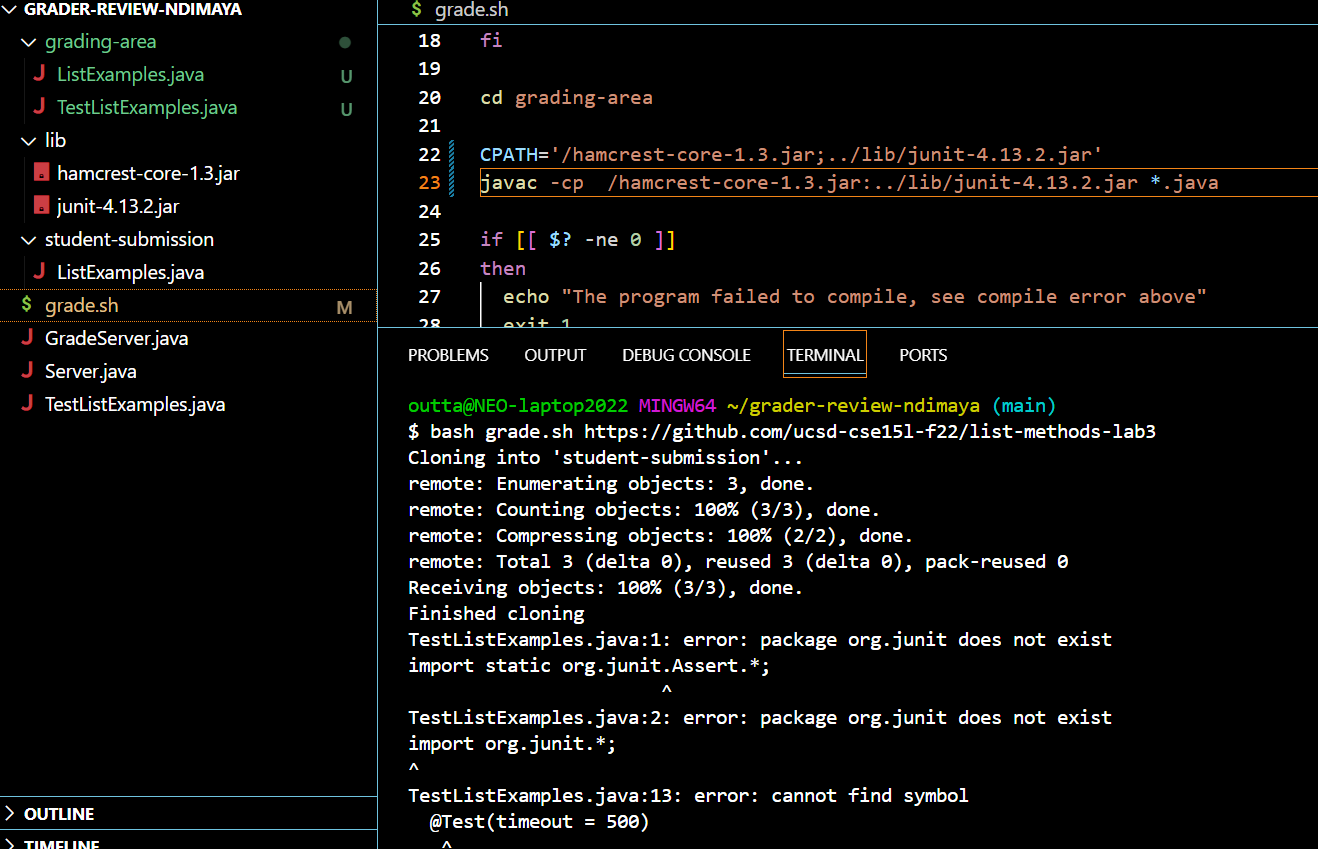 GRADER-REVIEW-NDIMAYA
grading-area
J ListExamples.java U
J TestListExamples.java U
lib
hamcrest-core-1.3.jar
junit-4.13.2.jar
student-submission
J ListExamples.java
$ grade.sh M
J GradeServer.java
J Server.java
J TestListExamples.java
OUTLINE
TIMELINE
$ grade.sh
18 fi
19
20 cd grading-area
21
22 CPATH='/hamcrest-core-1.3.jar;../lib/junit-4.13.2.jar'
23 javac -cp  /hamcrest-core-1.3.jar:../lib/junit-4.13.2.jar *.java
24
25 if [[ $? -ne 0 ]]
26 then
27   echo "The program failed to compile, see compile error above"
28   exit 1
PROBLEMS OUTPUT DEBUG CONSOLE TERMINAL PORTS
outta@NEO-laptop2022 MINGW64 ~/grader-review-ndimaya (main)
$ bash grade.sh https://github.com/ucsd-cse15l-f22/list-methods-lab3
Cloning into 'student-submission'...
remote: Enumerating objects: 3, done.
remote: Counting objects: 100% (3/3), done.
remote: Compressing objects: 100% (2/2), done.
remote: Total 3 (delta 0), reused 3 (delta 0), pack-reused 0
Receiving objects: 100% (3/3), done.
Finished cloning
TestListExamples.java:1: error: package org.junit does not exist
import static org.junit.Assert.*;
^
TestListExamples.java:2: error: package org.junit does not exist
import org.junit.*;
^
TestListExamples.java:13: error: cannot find symbol
@Test(timeout = 500)
^